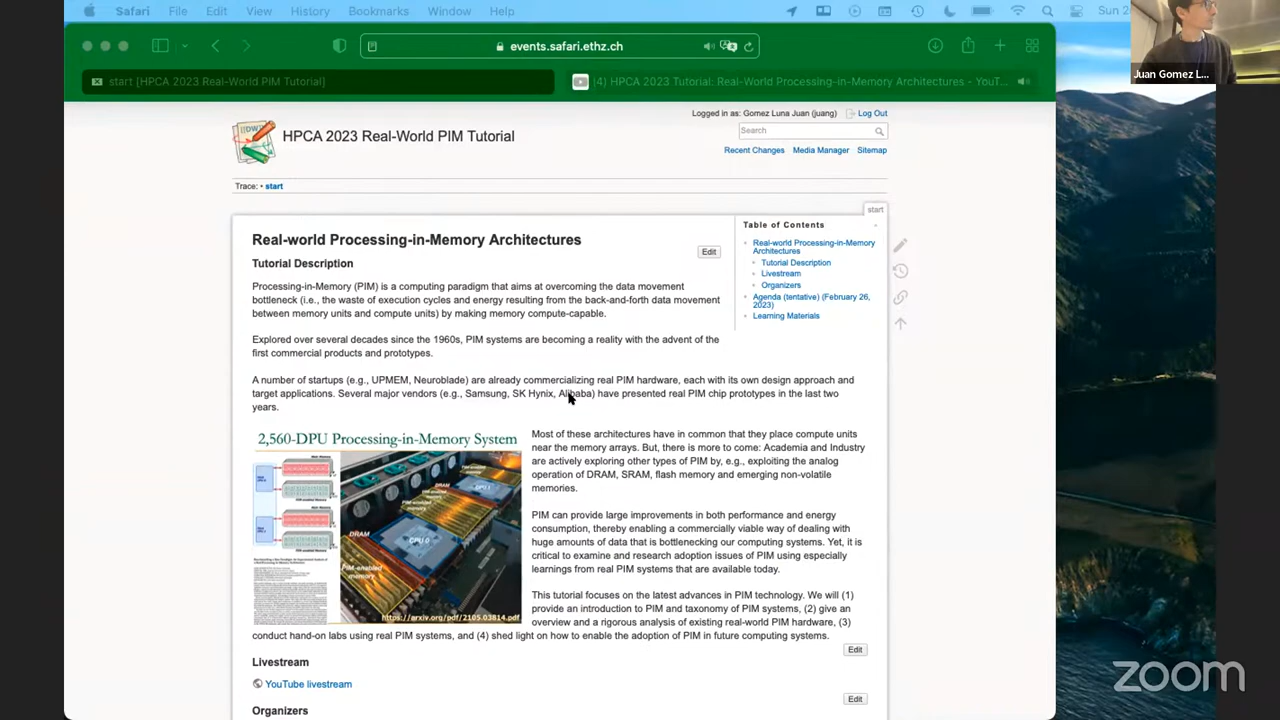 Safari File Edit View History Bookmarks Window Help
events.safari.ethz.ch
start [HPCA 2023 Real-World PIM Tutorial]
(4) HPCA 2023 Tutorial: Real-World Processing-in-Memory Architectures - YouT...
Juan Gomez L...
Logged in as: Gomez Luna Juan (juang) Log Out
HPCA 2023 Real-World PIM Tutorial
Search
Recent Changes Media Manager Sitemap
Trace: • start
start
Real-world Processing-in-Memory Architectures
Edit
Tutorial Description
Processing-in-Memory (PIM) is a computing paradigm that aims at overcoming the data movement
bottleneck (i.e., the waste of execution cycles and energy resulting from the back-and-forth data movement
between memory units and compute units) by making memory compute-capable.
Explored over several decades since the 1960s, PIM systems are becoming a reality with the advent of the
first commercial products and prototypes.
Table of Contents
Real-world Processing-in-Memory
Architectures
Tutorial Description
Livestream
Organizers
Agenda (tentative) (February 26,
2023)
Learning Materials
A number of startups (e.g., UPMEM, Neuroblade) are already commercializing real PIM hardware, each with its own design approach and
target applications. Several major vendors (e.g., Samsung, SK Hynix, Alibaba) have presented real PIM chip prototypes in the last two
years.
2,560-DPU Processing-in-Memory System
DRAM
CPU 0
PIM-enabled
memory
https://arxiv.org/pdf/2105.03814.pdf
Most of these architectures have in common that they place compute units
near the memory arrays. But, there is more to come: Academia and Industry
are actively exploring other types of PIM by, e.g., exploiting the analog
operation of DRAM, SRAM, flash memory and emerging non-volatile
memories.
PIM can provide large improvements in both performance and energy
consumption, thereby enabling a commercially viable way of dealing with
huge amounts of data that is bottlenecking our computing systems. Yet, it is
critical to examine and research adoption issues of PIM using especially
learnings from real PIM systems that are available today.
This tutorial focuses on the latest advances in PIM technology. We will (1)
provide an introduction to PIM and taxonomy of PIM systems, (2) give an
overview and a rigorous analysis of existing real-world PIM hardware, (3)
conduct hand-on labs using real PIM systems, and (4) shed light on how to enable the adoption of PIM in future computing systems.
Edit
Livestream
YouTube livestream
Edit
Organizers
zoom